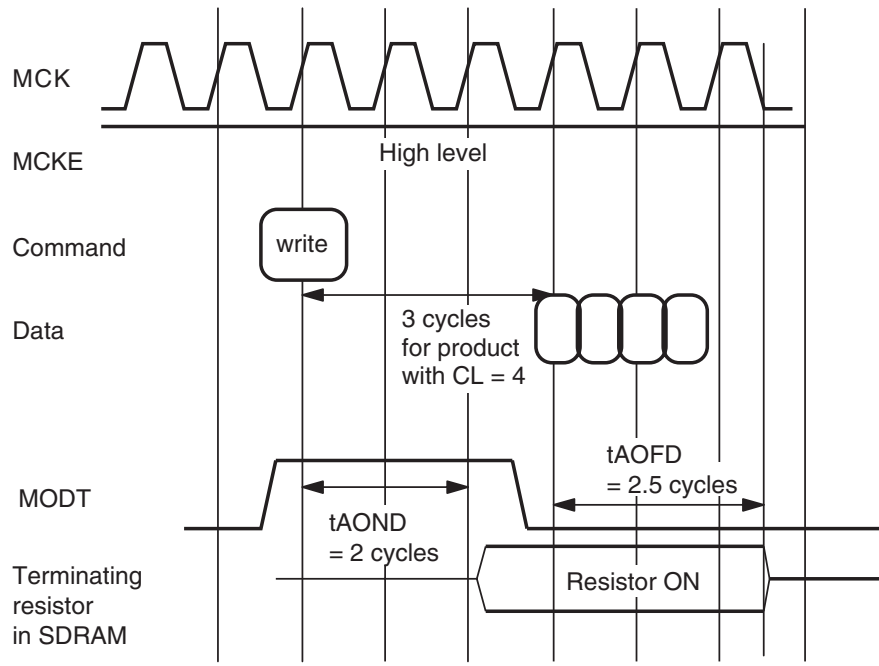 MCK
MCKE
High level
Command
write
Data
3 cycles
for product
with CL = 4
MODT
tAOND
= 2 cycles
tAOFD
= 2.5 cycles
Terminating
resistor
in SDRAM
Resistor ON